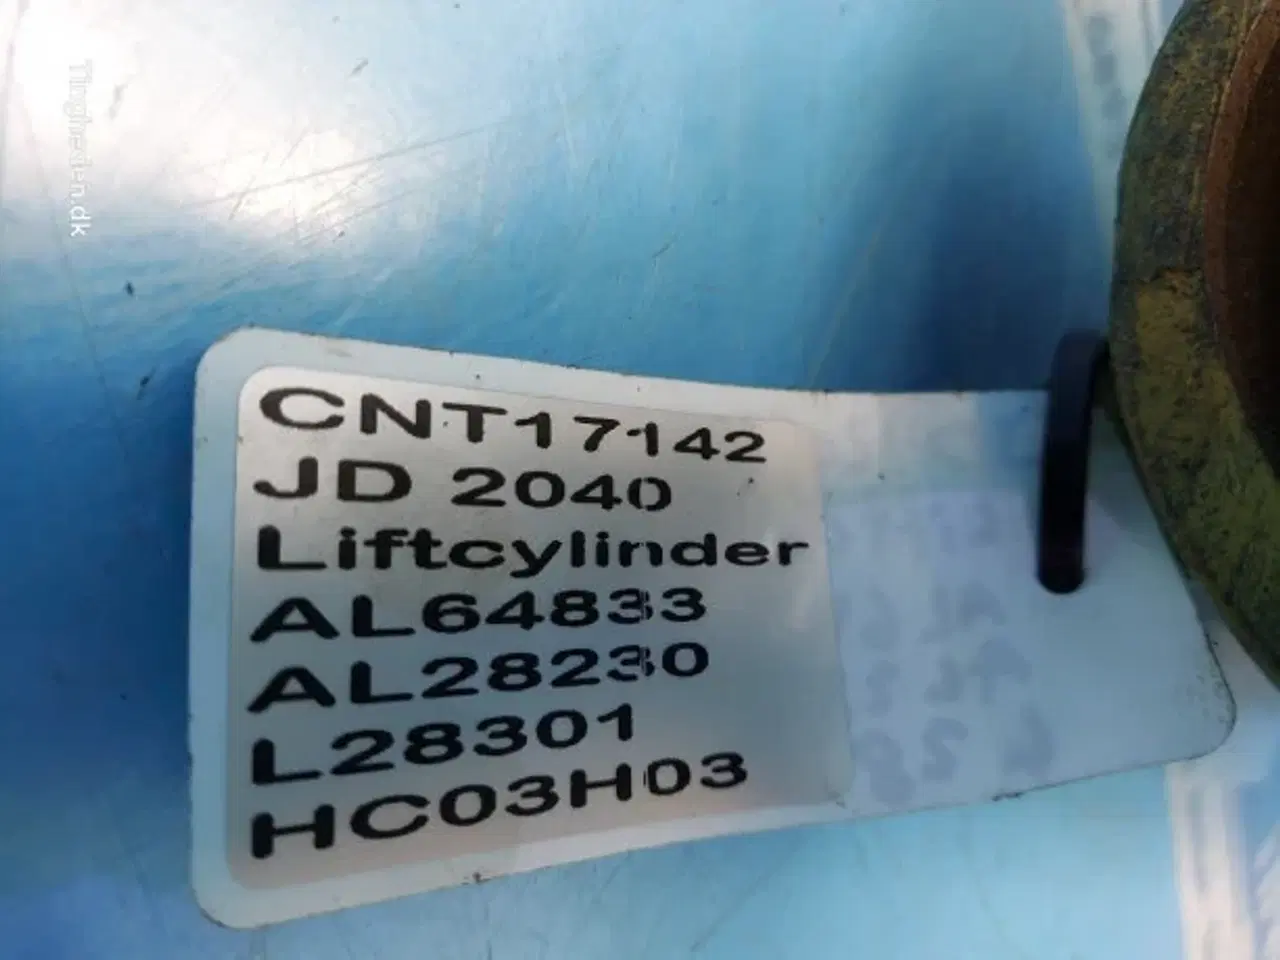 CNT17142
JD 2040
Liftcylinder
AL64833
AL28230
L28301
HC03H03